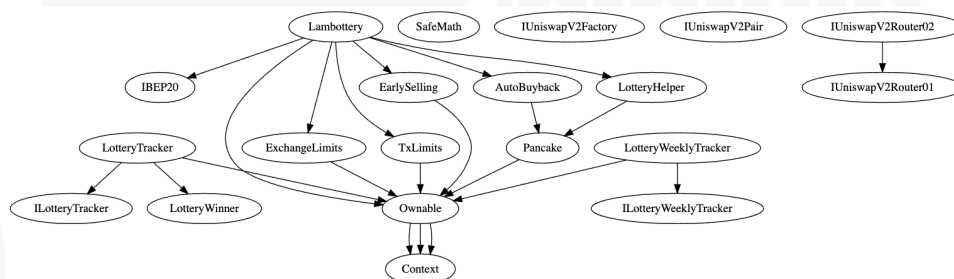 Lambottery SafeMath IUniswapV2Factory IUniswapV2Pair IUniswapV2Router02
IBEP20 EarlySelling AutoBuyback LotteryHelper IUniswapV2Router01
LotteryTracker ExchangeLimits TxLimits Pancake LotteryWeeklyTracker
ILotteryTracker LotteryWinner Ownable ILotteryWeeklyTracker
Context